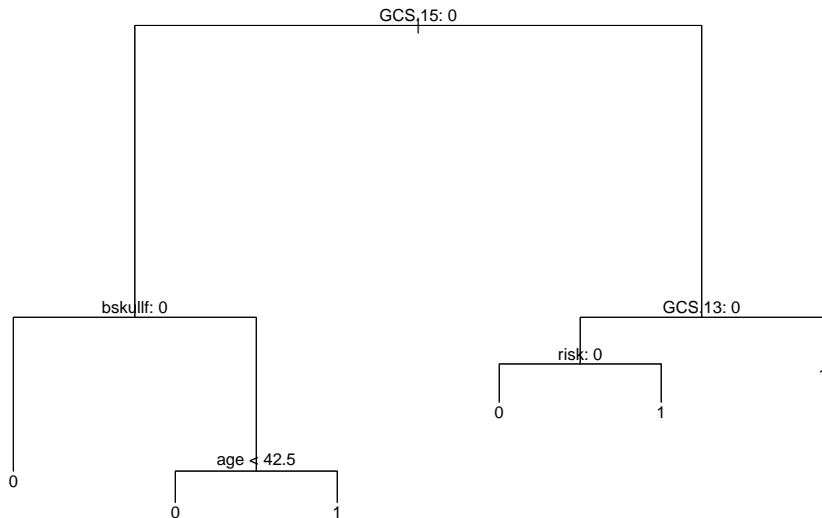 GCS.15: 0
bskullf: 0
GCS.13: 0
risk: 0
0
1
age < 42.5
0
0
1